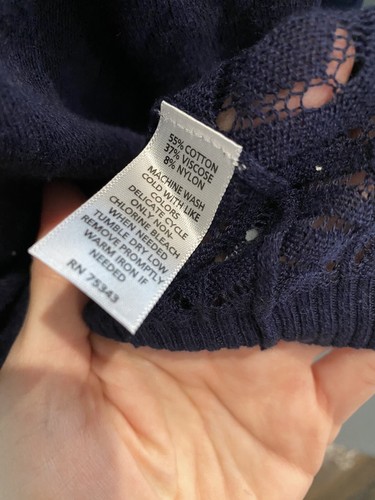 55% COTTON
37% VISCOSE
8% NYLON
MACHINE WASH
COLD WITH LIKE
COLORS
DELICATE CYCLE
ONLY NON-
CHLORINE BLEACH
WHEN NEEDED
TUMBLE DRY LOW
REMOVE PROMPTLY
WARM IRON IF
NEEDED
RN 75343